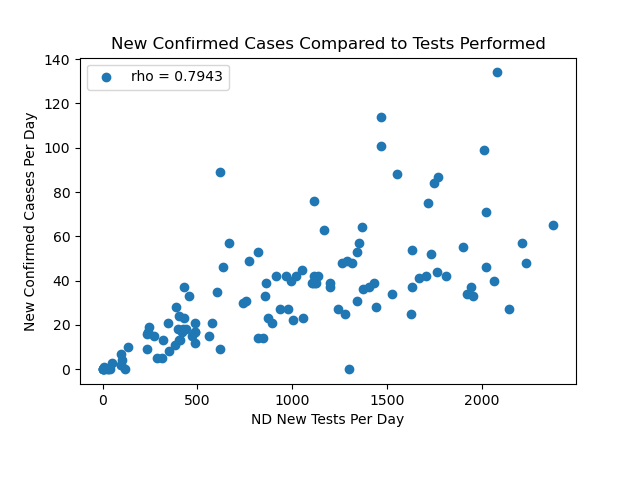 New Confirmed Cases Compared to Tests Performed
rho = 0.7943
New Confirmed Caeses Per Day
140
120
100
80
60
40
20
0
0 500 1000 1500 2000
ND New Tests Per Day